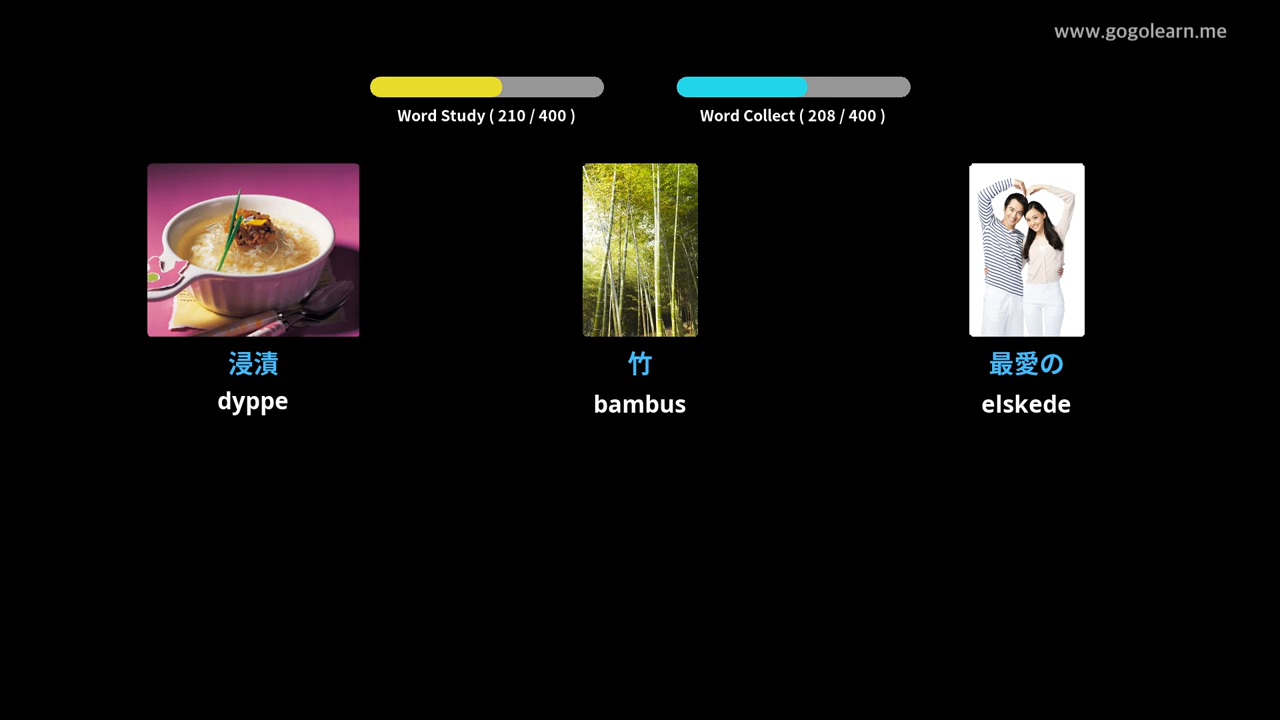 www.gogolearn.me
Word Study ( 210 / 400 )
Word Collect ( 208 / 400 )
浸漬
dyppe
竹
bambus
最愛の
elskede